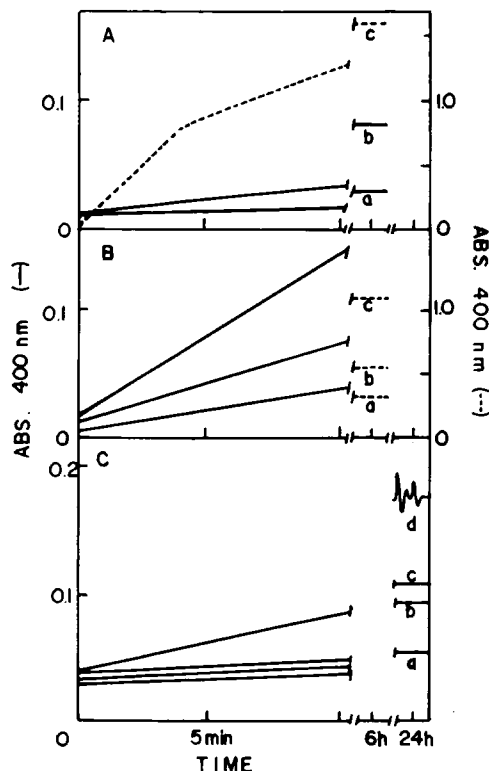 A
c
0.1
1.0
b
a
0
0
B
ABS. 400 nm (—)
ABS. 400 nm (---)
c
0.1
1.0
b
a
0
0
C
0.2
d
c
0.1
b
a
0
5min
6h
24h
TIME